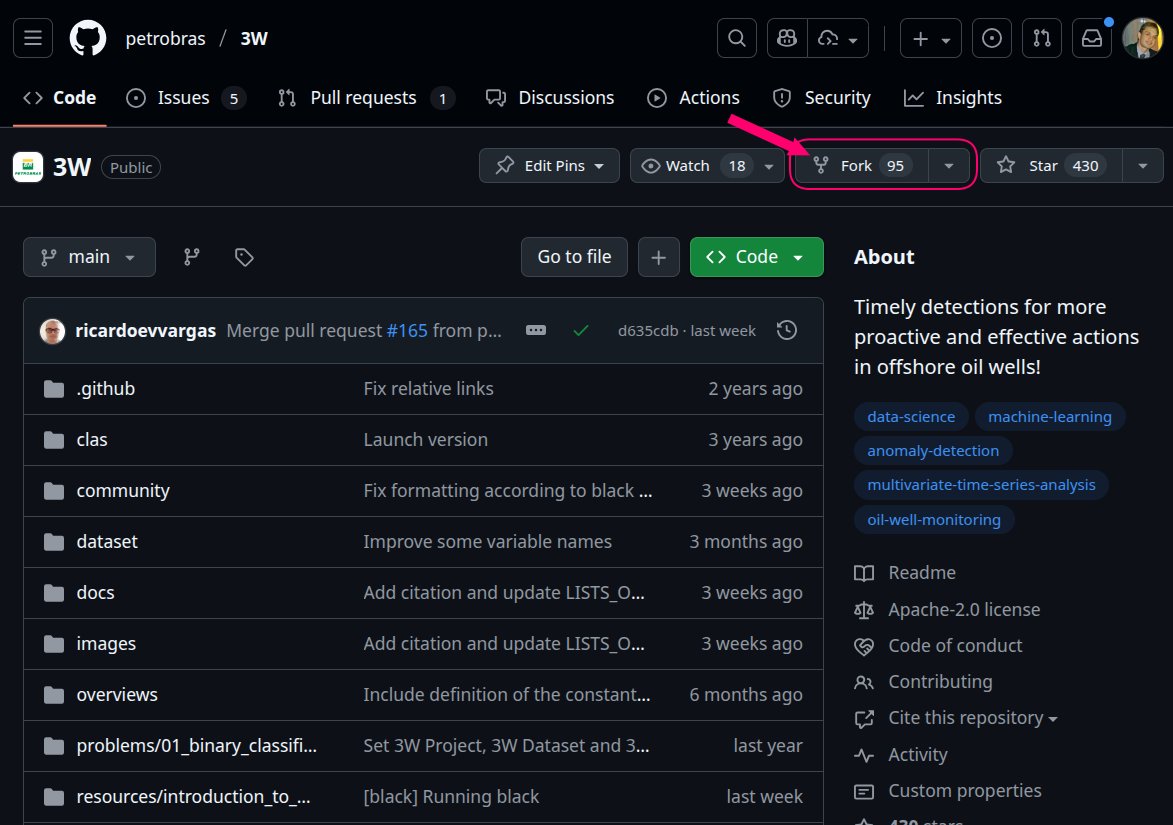 petrobras / 3W
Code Issues 5 Pull requests 1 Discussions Actions Security Insights
3W Public Edit Pins Watch 18 Fork 95 Star 430
main Go to file Code
ricardoevvargas Merge pull request #165 from p... d635cdb · last week
.github Fix relative links 2 years ago
clas Launch version 3 years ago
community Fix formatting according to black ... 3 weeks ago
dataset Improve some variable names 3 months ago
docs Add citation and update LISTS_O... 3 weeks ago
images Add citation and update LISTS_O... 3 weeks ago
overviews Include definition of the constant... 6 months ago
problems/01_binary_classifi... Set 3W Project, 3W Dataset and 3... last year
resources/introduction_to_... [black] Running black last week
About
Timely detections for more
proactive and effective actions
in offshore oil wells!
data-science machine-learning
anomaly-detection
multivariate-time-series-analysis
oil-well-monitoring
Readme
Apache-2.0 license
Code of conduct
Contributing
Cite this repository
Activity
Custom properties
430 stars